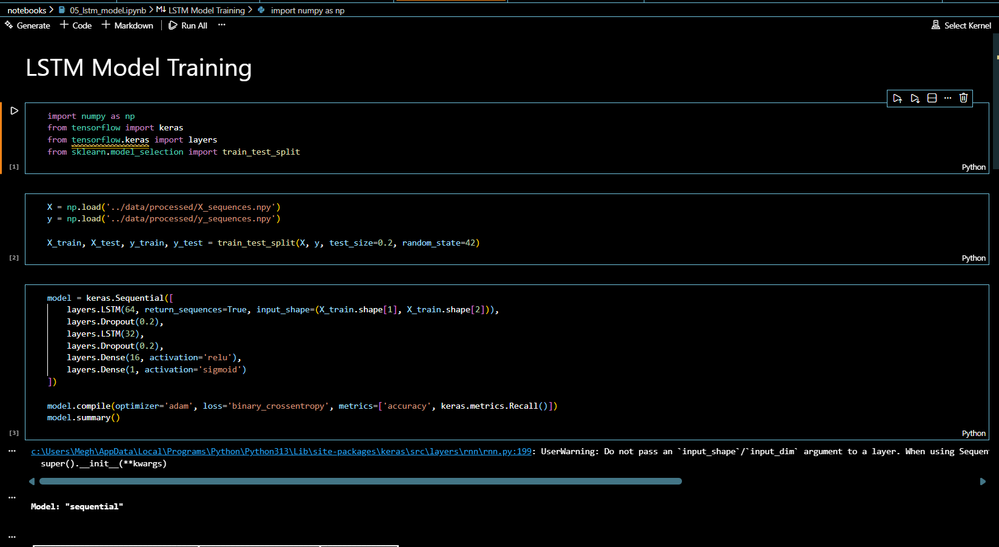 notebooks > 05_lstm_model.ipynb > M↓ LSTM Model Training > import numpy as np
Generate + Code + Markdown | Run All ... Select Kernel
LSTM Model Training
import numpy as np
from tensorflow import keras
from tensorflow.keras import layers
from sklearn.model_selection import train_test_split
[1] Python
X = np.load('../data/processed/X_sequences.npy')
y = np.load('../data/processed/y_sequences.npy')
X_train, X_test, y_train, y_test = train_test_split(X, y, test_size=0.2, random_state=42)
[2] Python
model = keras.Sequential([
    layers.LSTM(64, return_sequences=True, input_shape=(X_train.shape[1], X_train.shape[2])),
    layers.Dropout(0.2),
    layers.LSTM(32),
    layers.Dropout(0.2),
    layers.Dense(16, activation='relu'),
    layers.Dense(1, activation='sigmoid')
])
model.compile(optimizer='adam', loss='binary_crossentropy', metrics=['accuracy', keras.metrics.Recall()])
model.summary()
[3] Python
... c:\Users\Megh\AppData\Local\Programs\Python\Python313\Lib\site-packages\keras\src\layers\rnn\rnn.py:199: UserWarning: Do not pass an `input_shape`/`input_dim` argument to a layer. When using Sequen
  super().__init__(**kwargs)
...
Model: "sequential"
...